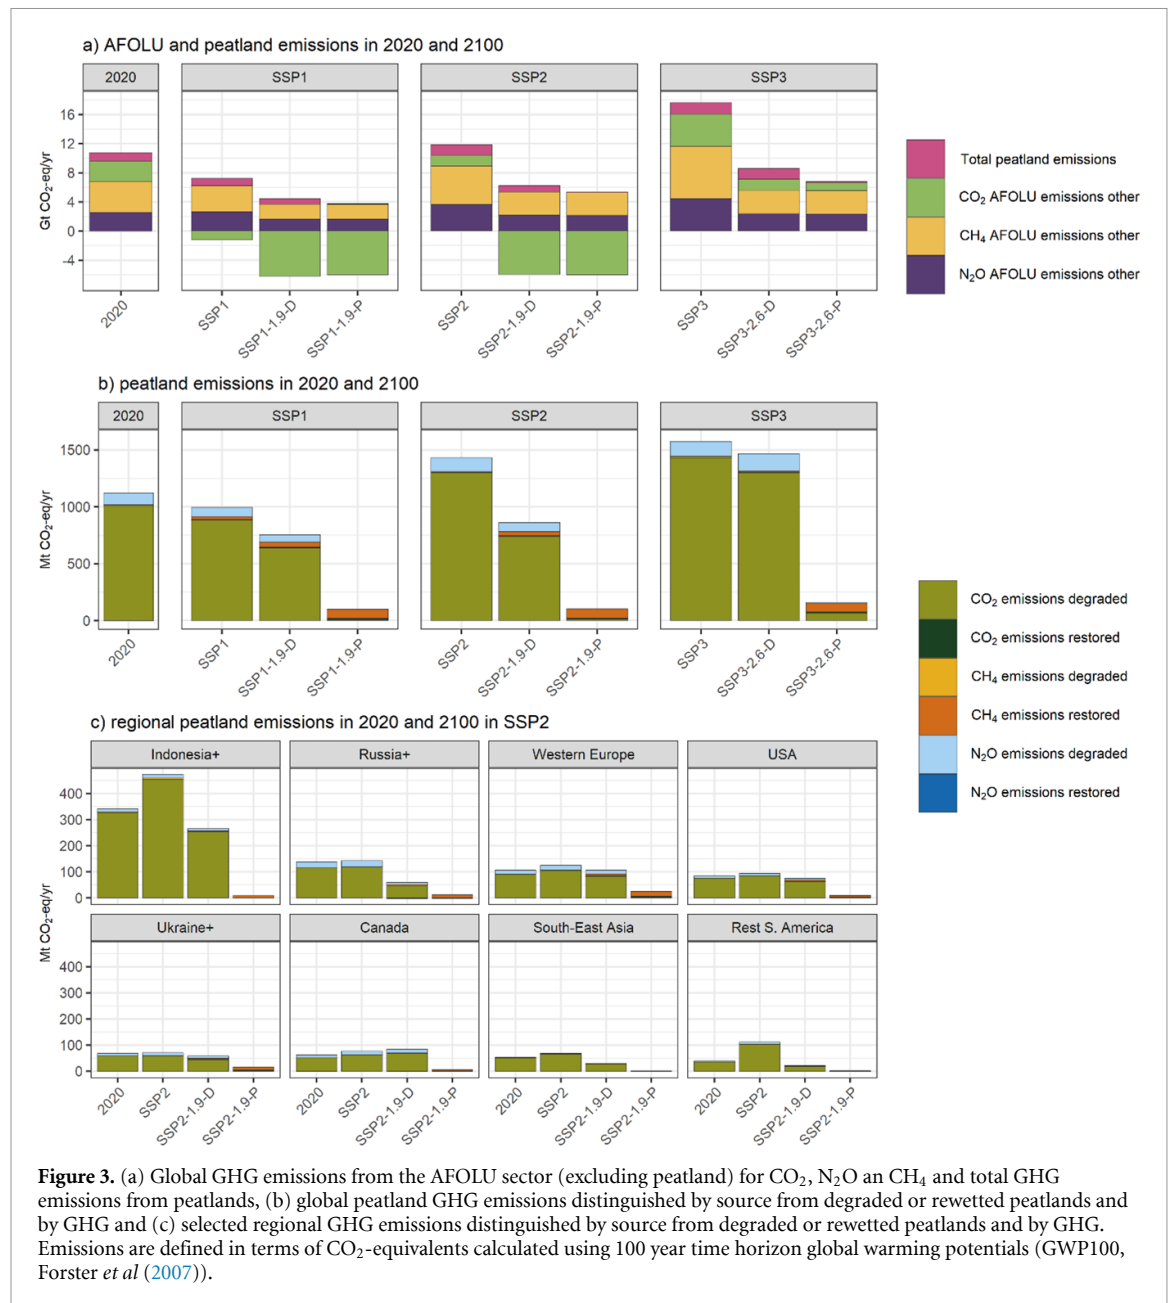 a) AFOLU and peatland emissions in 2020 and 2100
2020
SSP1
SSP2
SSP3
Gt CO₂-eq/yr
16
12
8
4
0
-4
2020
SSP1
SSP1-1.9-D
SSP1-1.9-P
SSP2
SSP2-1.9-D
SSP2-1.9-P
SSP3
SSP3-2.6-D
SSP3-2.6-P
Total peatland emissions
CO₂ AFOLU emissions other
CH₄ AFOLU emissions other
N₂O AFOLU emissions other
b) peatland emissions in 2020 and 2100
2020
SSP1
SSP2
SSP3
Mt CO₂-eq/yr
1500
1000
500
0
2020
SSP1
SSP1-1.9-D
SSP1-1.9-P
SSP2
SSP2-1.9-D
SSP2-1.9-P
SSP3
SSP3-2.6-D
SSP3-2.6-P
CO₂ emissions degraded
CO₂ emissions restored
CH₄ emissions degraded
CH₄ emissions restored
N₂O emissions degraded
N₂O emissions restored
c) regional peatland emissions in 2020 and 2100 in SSP2
Indonesia+
Russia+
Western Europe
USA
Mt CO₂-eq/yr
400
300
200
100
0
Ukraine+
Canada
South-East Asia
Rest S. America
400
300
200
100
0
2020
SSP2
SSP2-1.9-D
SSP2-1.9-P
2020
SSP2
SSP2-1.9-D
SSP2-1.9-P
2020
SSP2
SSP2-1.9-D
SSP2-1.9-P
2020
SSP2
SSP2-1.9-D
SSP2-1.9-P
Figure 3. (a) Global GHG emissions from the AFOLU sector (excluding peatland) for CO₂, N₂O an CH₄ and total GHG
emissions from peatlands, (b) global peatland GHG emissions distinguished by source from degraded or rewetted peatlands and
by GHG and (c) selected regional GHG emissions distinguished by source from degraded or rewetted peatlands and by GHG.
Emissions are defined in terms of CO₂-equivalents calculated using 100 year time horizon global warming potentials (GWP100,
Forster et al (2007)).